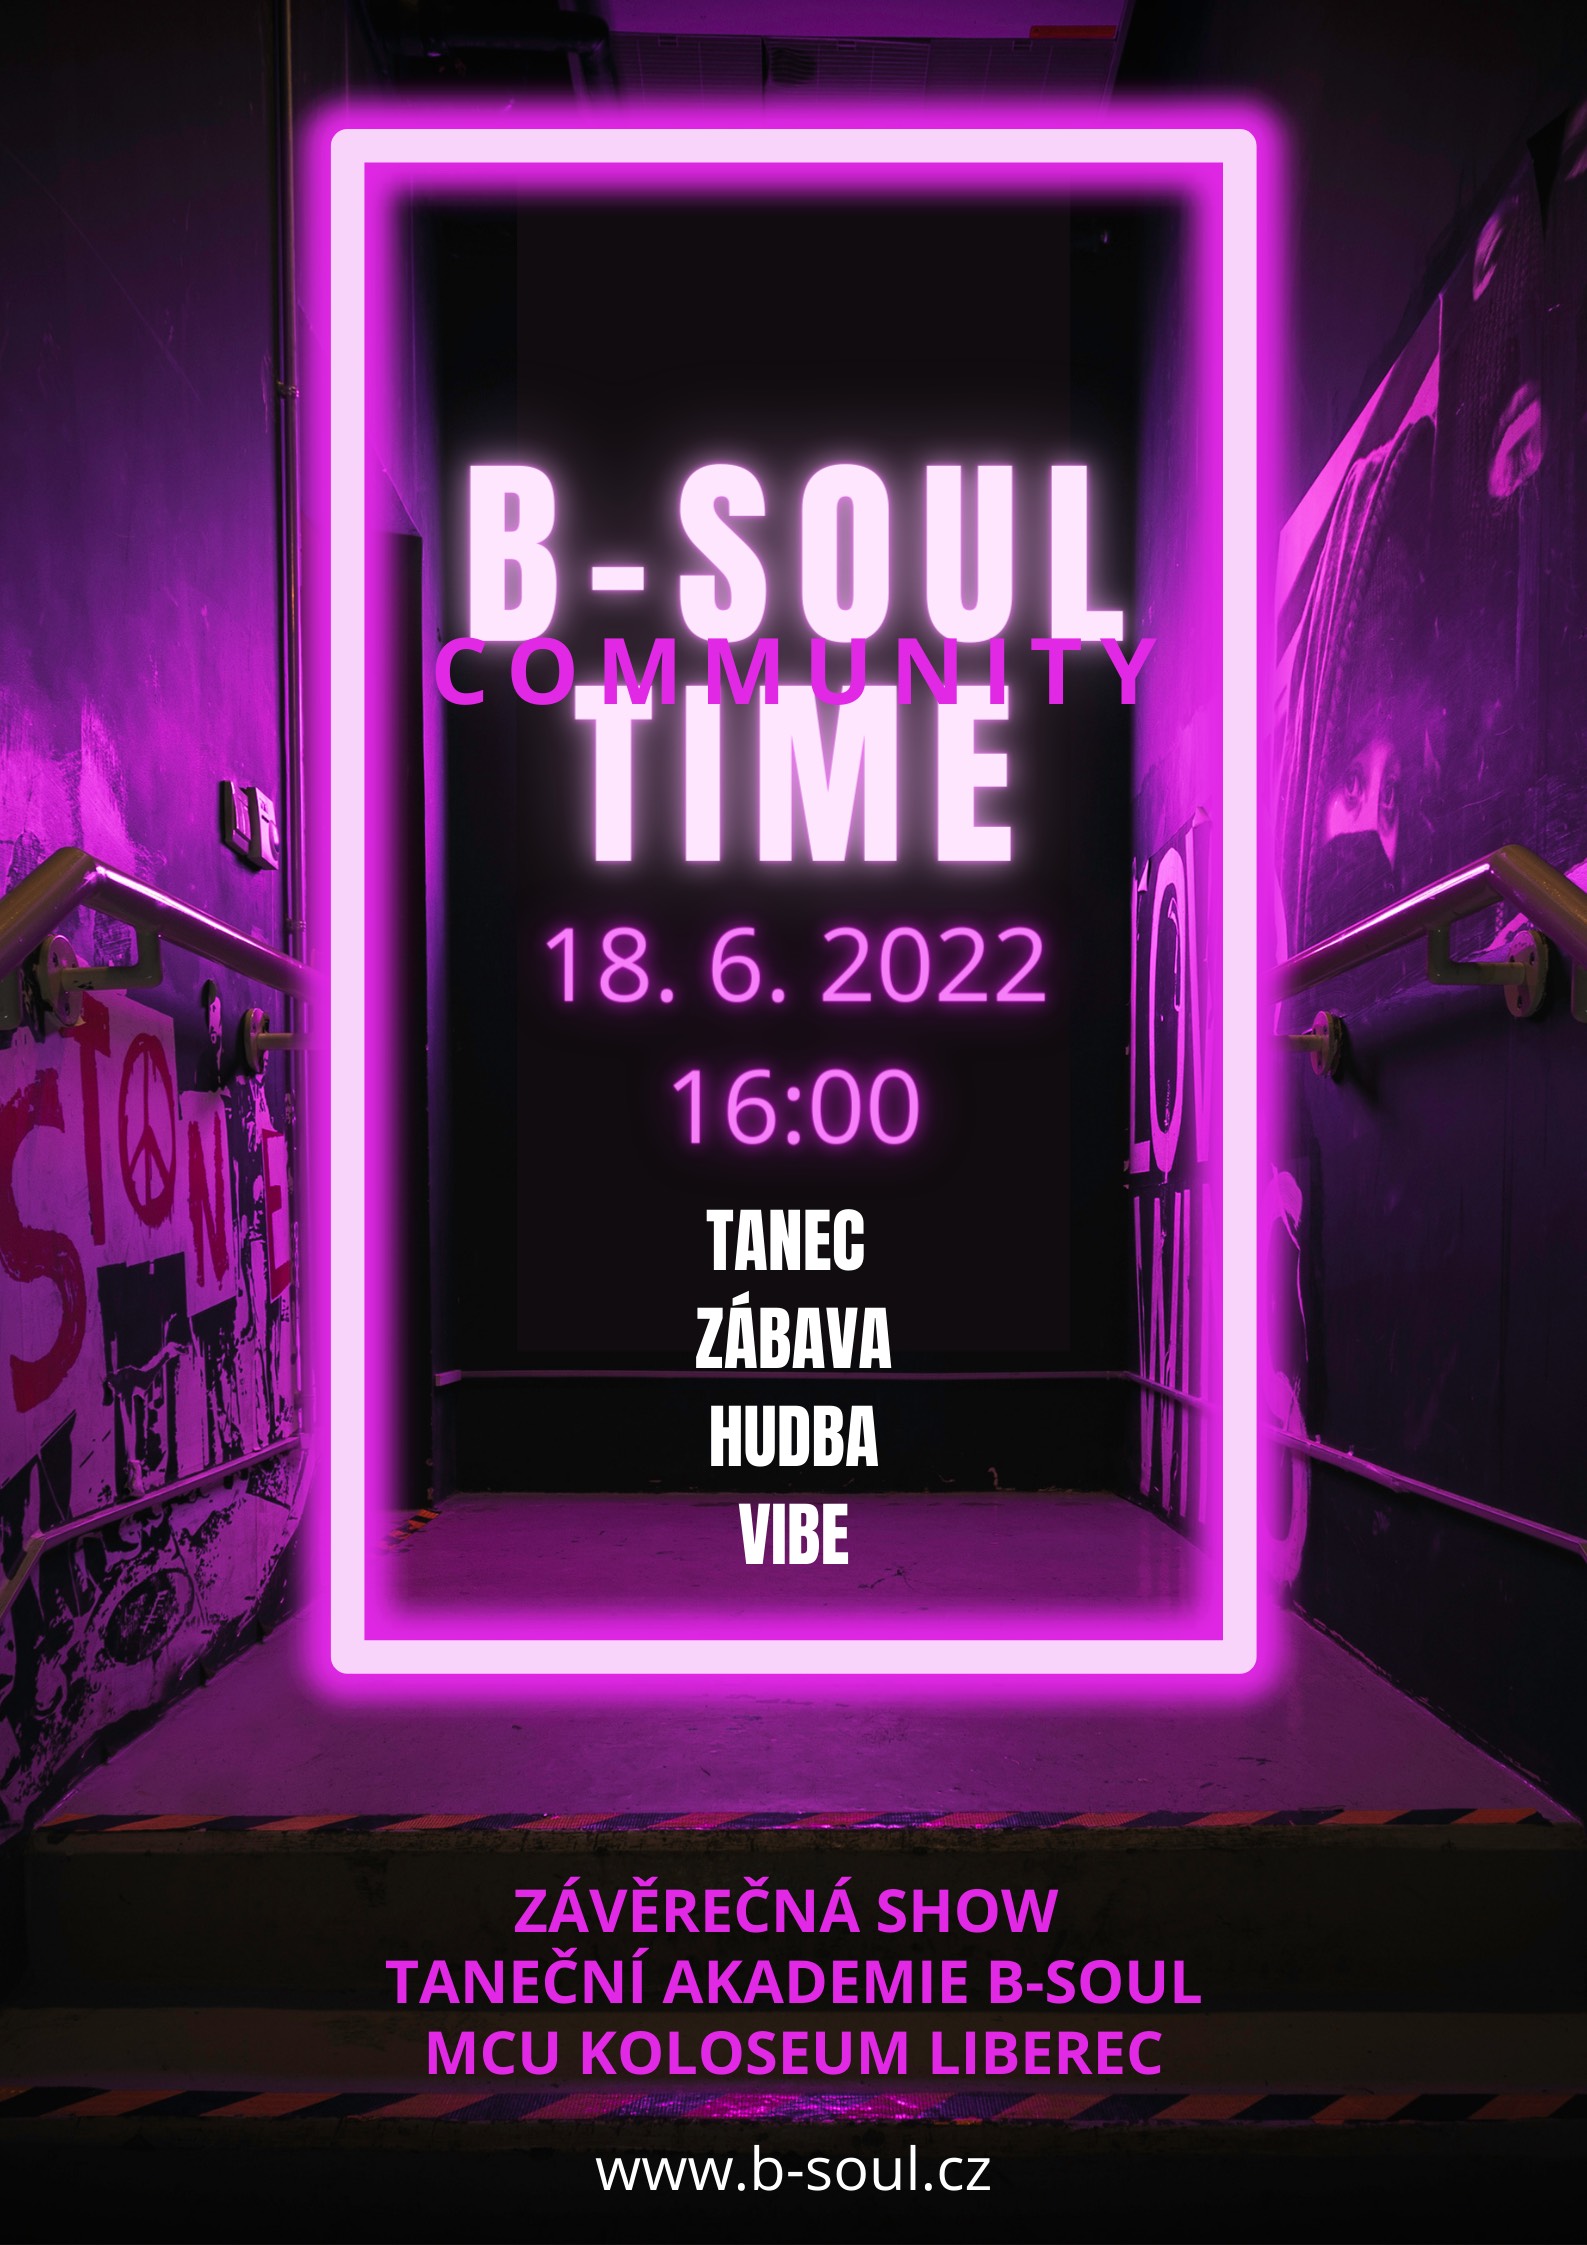 B-SOUL
COMMUNITY
TIME
18. 6. 2022
16:00
TANEC
ZÁBAVA
HUDBA
VIBE
STONE
ZÁVĚREČNÁ SHOW
TANEČNÍ AKADEMIE B-SOUL
MCU KOLOSEUM LIBEREC
www.b-soul.cz